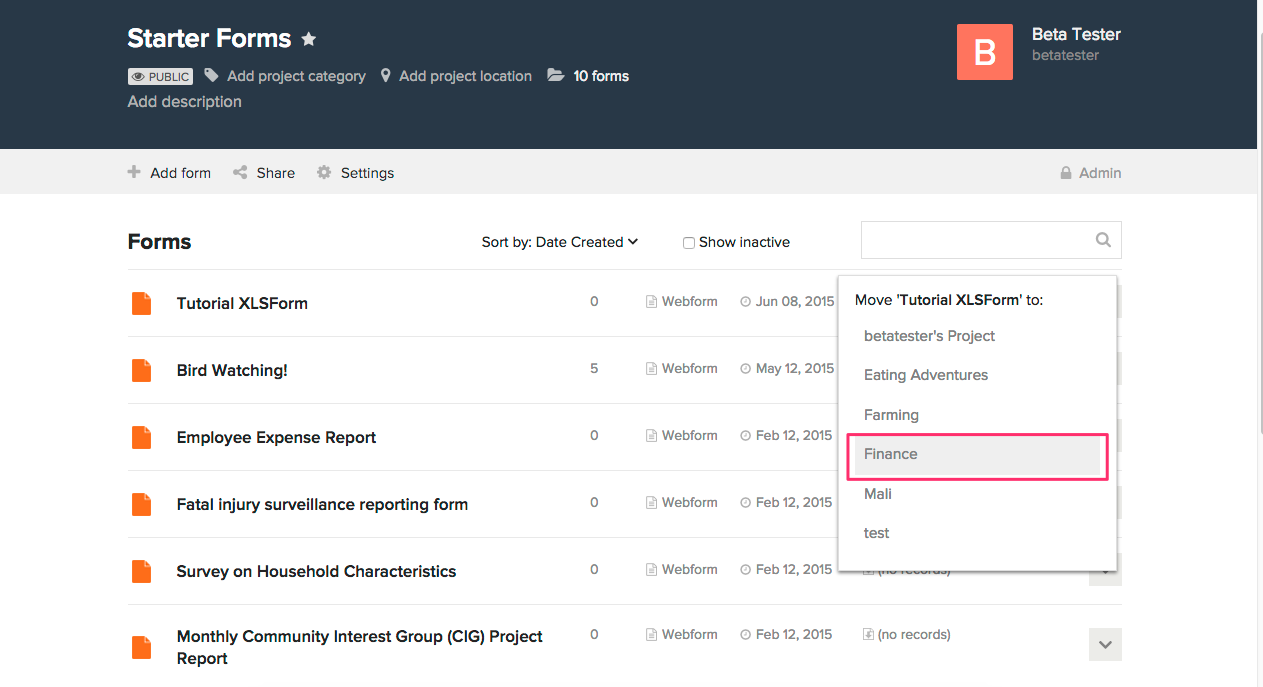 Starter Forms
B
Beta Tester
betatester
PUBLIC Add project category Add project location 10 forms
Add description
Add form Share Settings Admin
Forms Sort by: Date Created Show inactive
Tutorial XLSForm 0 Webform Jun 08, 2015
Move 'Tutorial XLSForm' to:
betatester's Project
Eating Adventures
Farming
Finance
Mali
test
Bird Watching! 5 Webform May 12, 2015
Employee Expense Report 0 Webform Feb 12, 2015
Fatal injury surveillance reporting form 0 Webform Feb 12, 2015
Survey on Household Characteristics 0 Webform Feb 12, 2015 (no records)
Monthly Community Interest Group (CIG) Project 0 Webform Feb 12, 2015 (no records)
Report